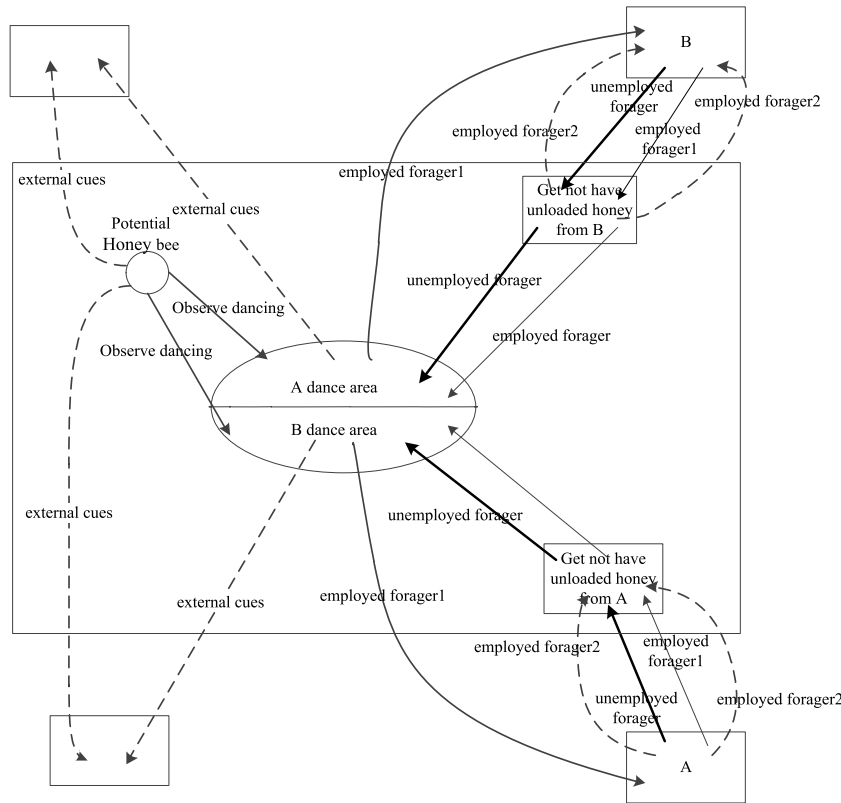 B
unemployed
forager
employed forager2
employed forager2
employed
forager1
employed forager1
external cues
Get not have
unloaded honey
from B
external cues
Potential
Honey bee
unemployed forager
Observe dancing
employed forager
Observe dancing
A dance area
B dance area
external cues
unemployed forager
Get not have
unloaded honey
from A
employed forager1
external cues
employed forager2
employed
forager1
unemployed
forager
employed forager2
A